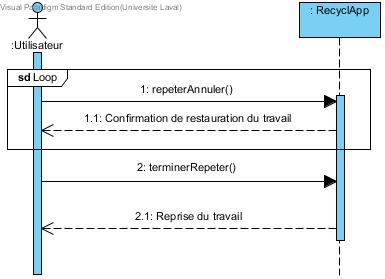 Visual Paradigm Standard Edition(Universite Laval)
: RecyclApp
:Utilisateur
sd Loop
1: repeterAnnuler()
1.1: Confirmation de restauration du travail
2: terminerRepeter()
2.1: Reprise du travail